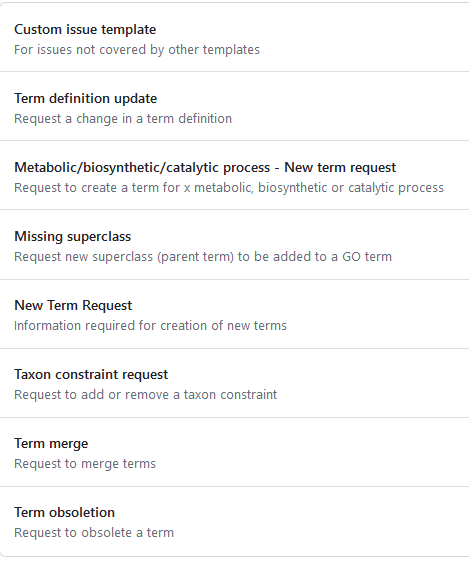 Custom issue template
For issues not covered by other templates
Term definition update
Request a change in a term definition
Metabolic/biosynthetic/catalytic process - New term request
Request to create a term for x metabolic, biosynthetic or catalytic process
Missing superclass
Request new superclass (parent term) to be added to a GO term
New Term Request
Information required for creation of new terms
Taxon constraint request
Request to add or remove a taxon constraint
Term merge
Request to merge terms
Term obsoletion
Request to obsolete a term